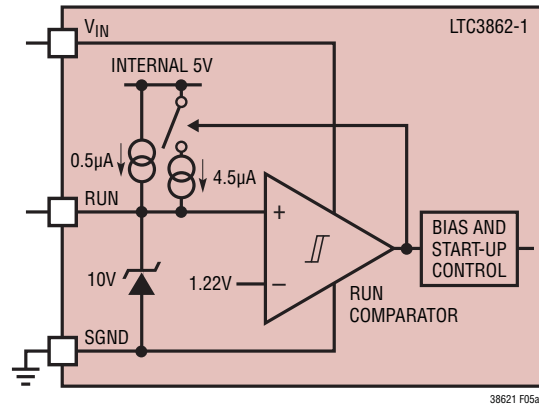 VIN
LTC3862-1
INTERNAL 5V
0.5µA
4.5µA
RUN
+
10V
1.22V
–
BIAS AND
START-UP
CONTROL
RUN
COMPARATOR
SGND
38621 F05a